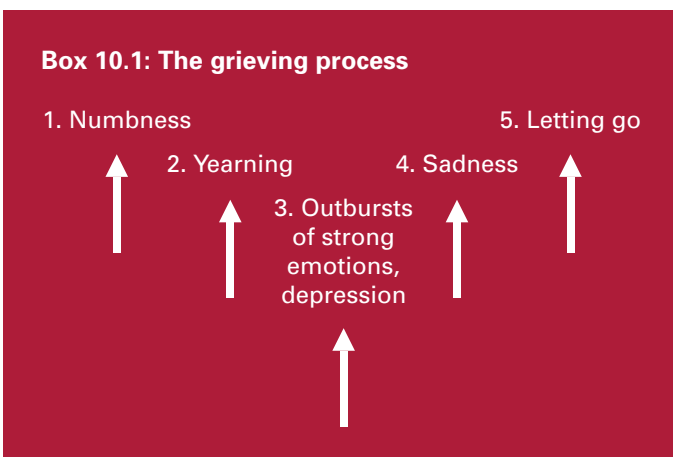 Box 10.1: The grieving process
1. Numbness
2. Yearning
3. Outbursts
of strong
emotions,
depression
4. Sadness
5. Letting go